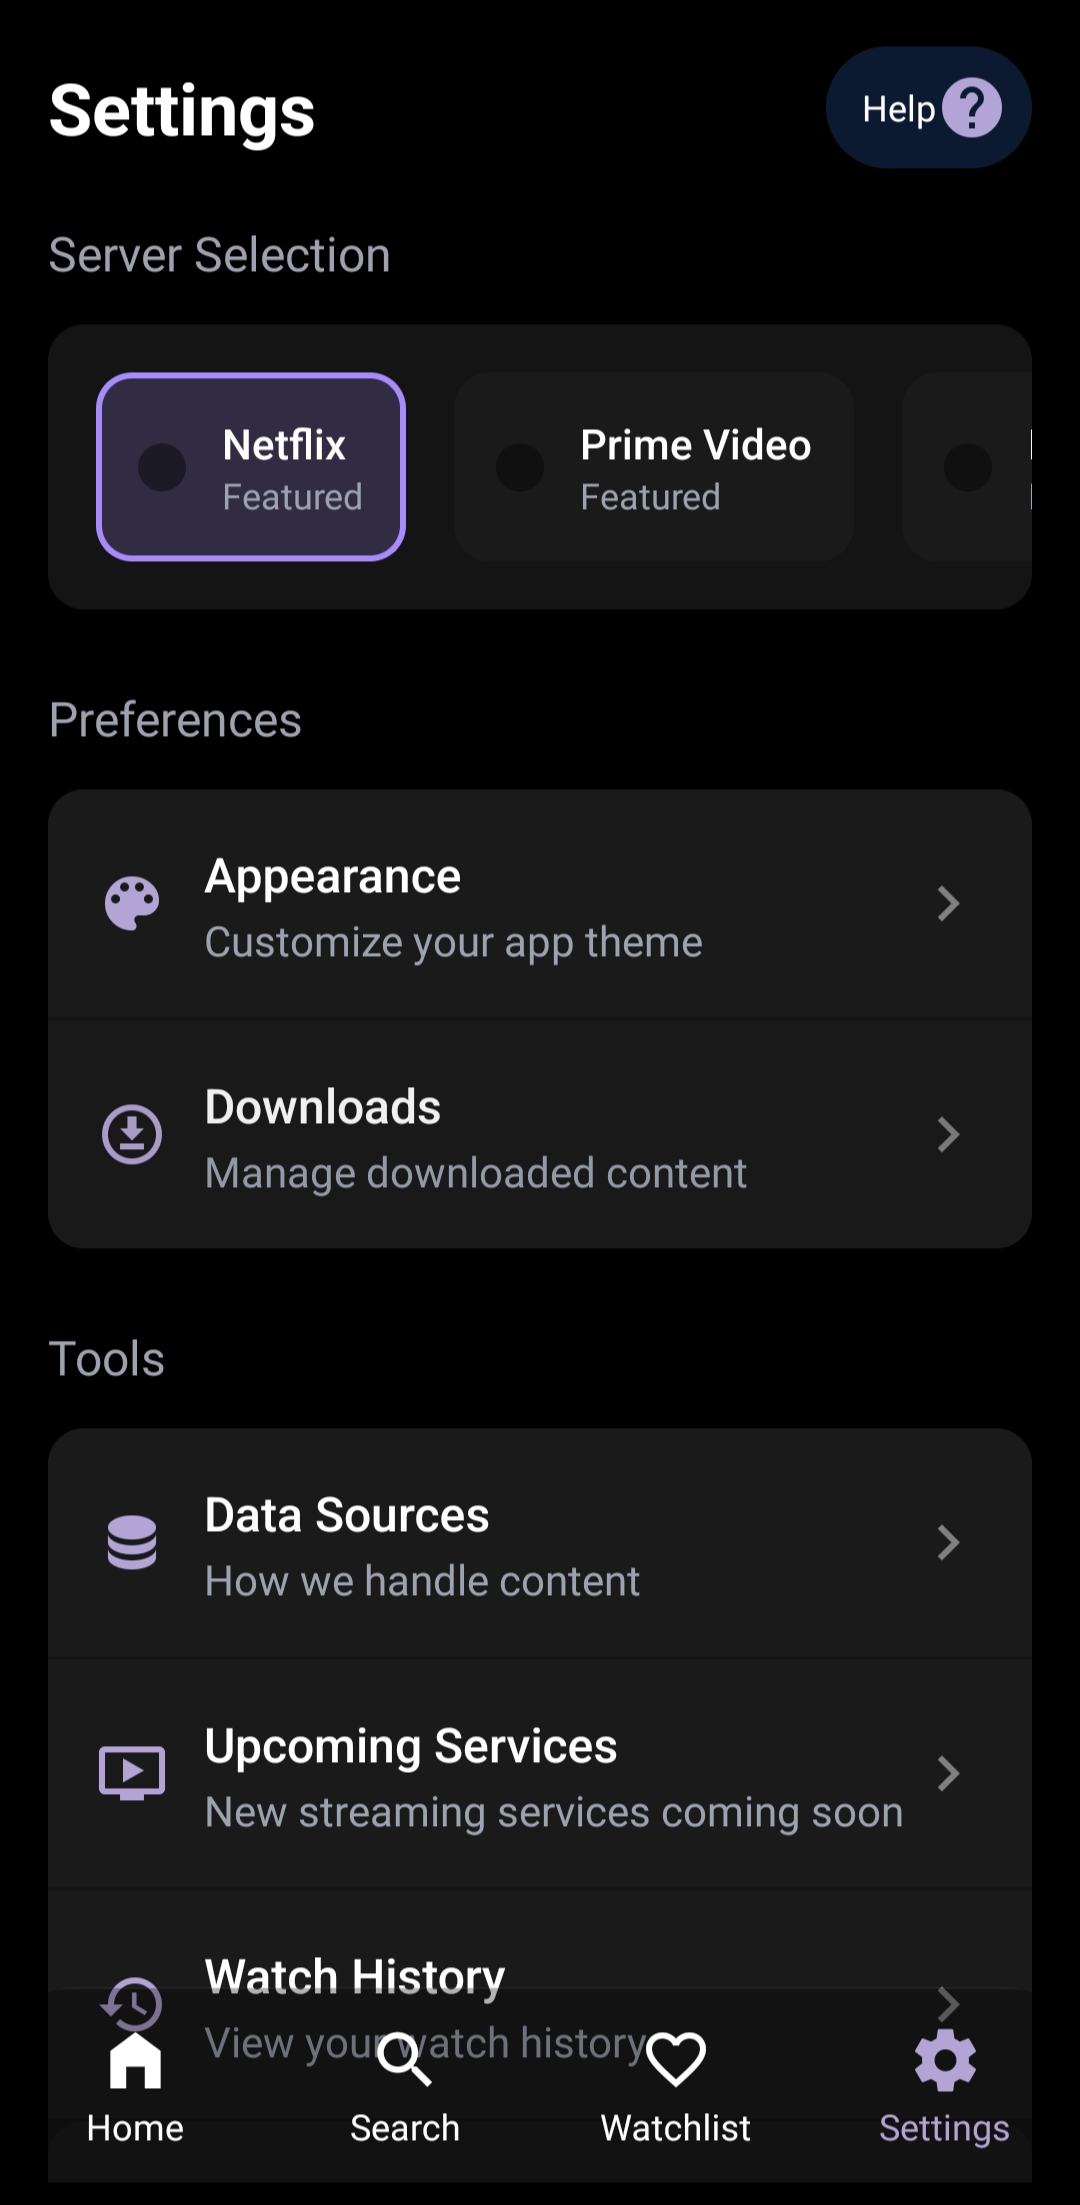 Settings
Help
Server Selection
Netflix
Featured
Prime Video
Featured
Preferences
Appearance
Customize your app theme
Downloads
Manage downloaded content
Tools
Data Sources
How we handle content
Upcoming Services
New streaming services coming soon
Watch History
View your watch history
Home
Search
Watchlist
Settings